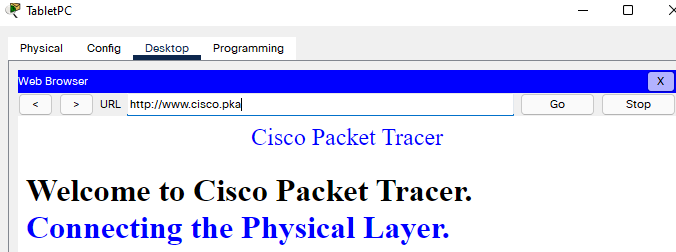 TabletPC
Physical Config Desktop Programming
Web Browser X
< > URL http://www.cisco.pka Go Stop
Cisco Packet Tracer
Welcome to Cisco Packet Tracer.
Connecting the Physical Layer.